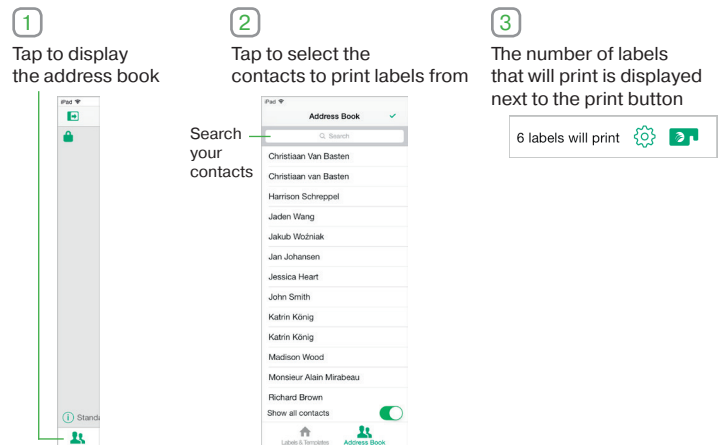 1
Tap to display
the address book
iPad
Standa
2
Tap to select the
contacts to print labels from
Search
your
contacts
iPad
Address Book
Search
Christiaan Van Basten
Christiaan van Basten
Harrison Schreppel
Jaden Wang
Jakub Woźniak
Jan Johansen
Jessica Heart
John Smith
Katrin König
Katrin König
Madison Wood
Monsieur Alain Mirabeau
Richard Brown
Show all contacts
Labels & Templates Address Book
3
The number of labels
that will print is displayed
next to the print button
6 labels will print